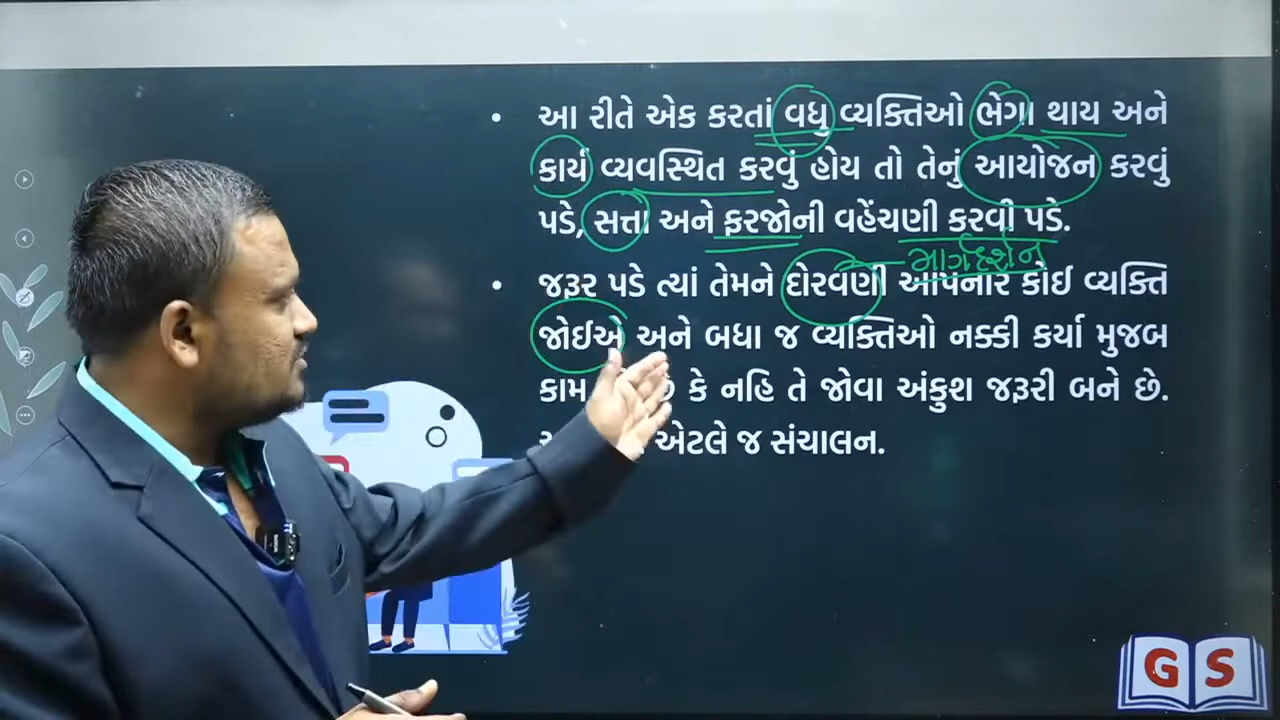 આ રીતે એક કરતાં વધુ વ્યક્તિઓ ભેગા થાય અને
કાર્ય વ્યવસ્થિત કરવું હોય તો તેનું આયોજન કરવું
પડે, સત્તા અને ફરજોની વહેંચણી કરવી પડે.
માર્ગદર્શન
જરૂર પડે ત્યાં તેમને દોરવણી આપનાર કોઈ વ્યક્તિ
જોઈએ અને બધા જ વ્યક્તિઓ નક્કી કર્યા મુજબ
કામ કે નહિ તે જોવા અંકુશ જરૂરી બને છે.
એટલે જ સંચાલન.
GS